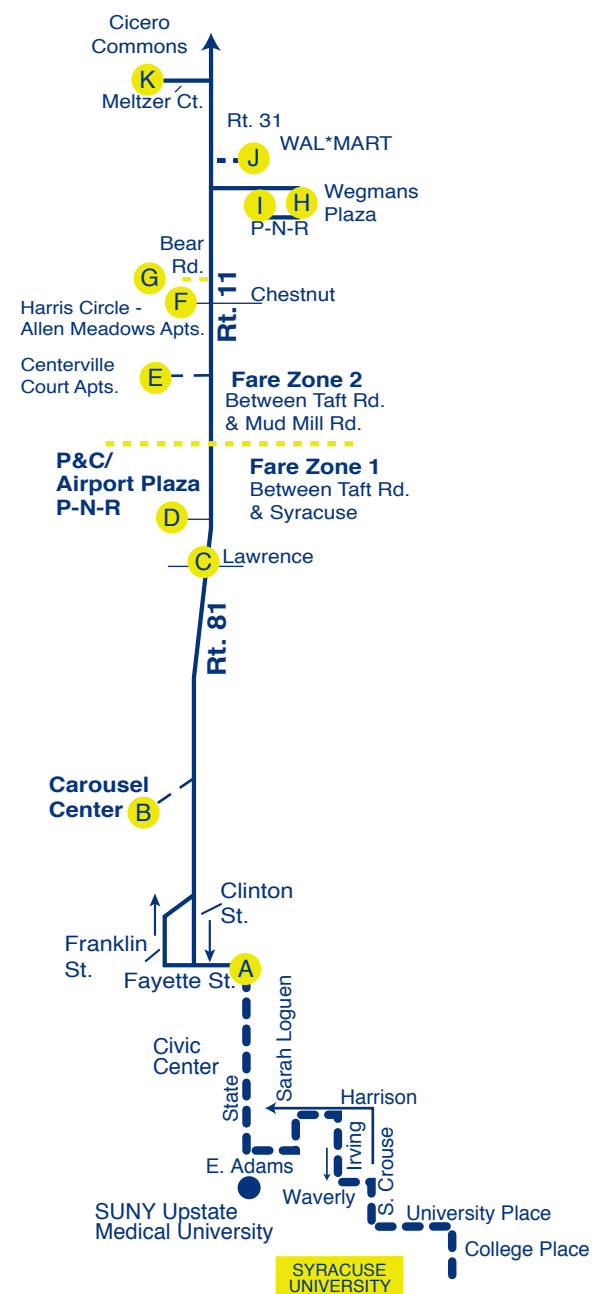 Cicero
Commons
K
Meltzer Ct.
Rt. 31
WAL*MART
J
Wegmans
Plaza
I
H
P-N-R
Bear
Rd.
G
F
Chestnut
Rt. 11
Harris Circle -
Allen Meadows Apts.
Centerville
Court Apts.
E
Fare Zone 2
Between Taft Rd.
& Mud Mill Rd.
P&C/
Airport Plaza
P-N-R
Fare Zone 1
Between Taft Rd.
& Syracuse
D
C
Lawrence
Rt. 81
Carousel
Center
B
Clinton
St.
Franklin
St.
Fayette St.
A
Civic
Center
State
Sarah Loguen
Harrison
Irving
S. Crouse
E. Adams
Waverly
SUNY Upstate
Medical University
University Place
College Place
SYRACUSE
UNIVERSITY